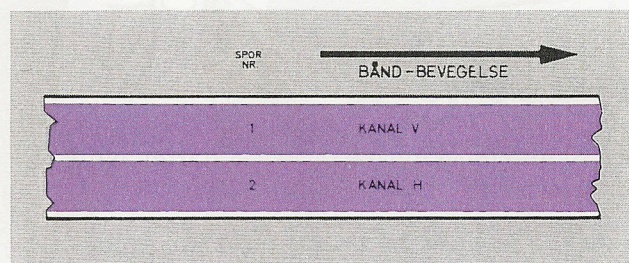 SPOR
NR.
BÅND-BEVEGELSE
1 KANAL V
2 KANAL H